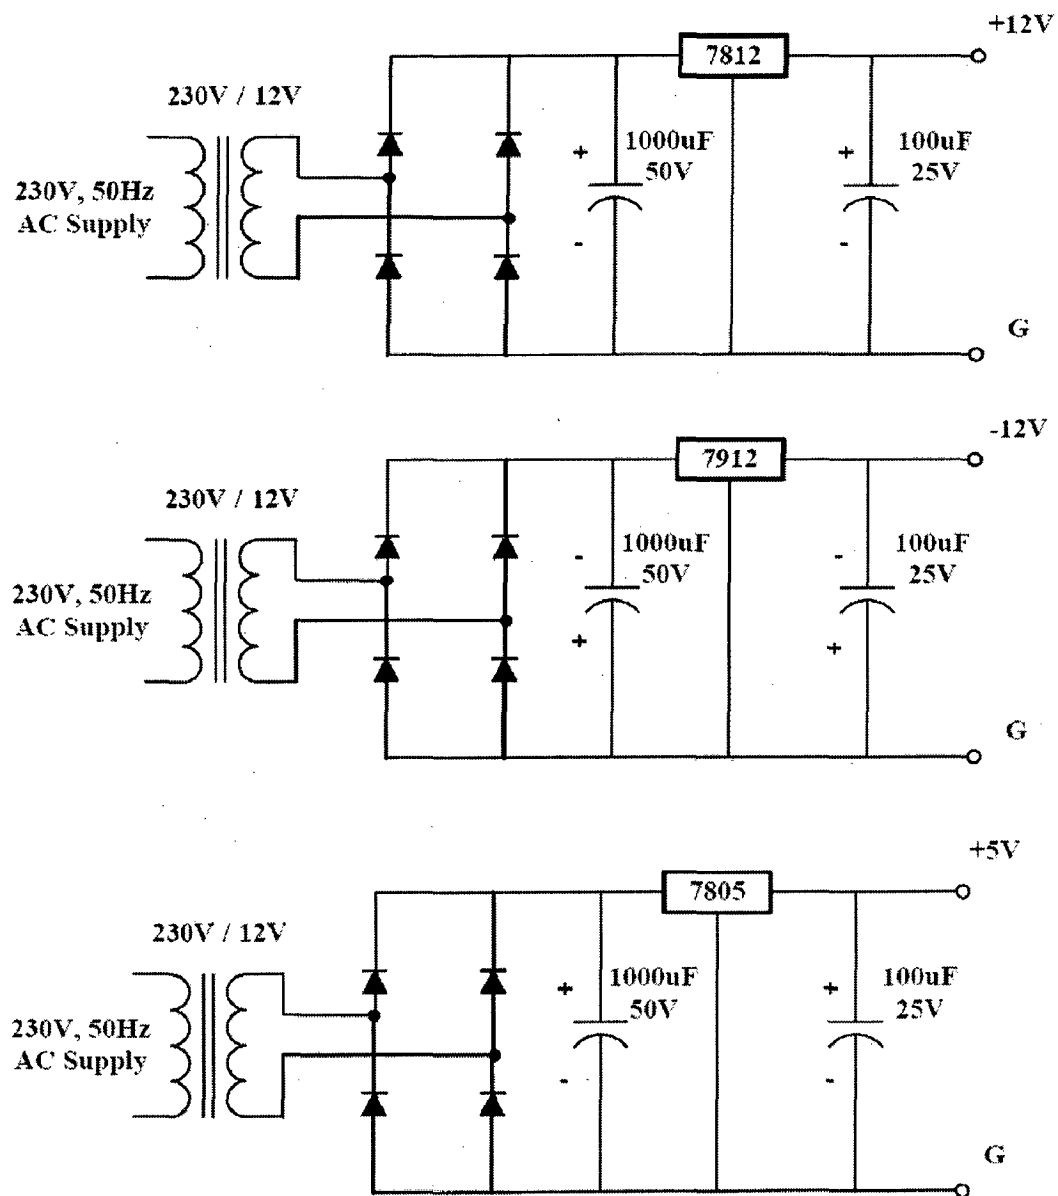 +12V
7812
230V / 12V
1000uF
50V
100uF
25V
230V, 50Hz
AC Supply
+
+
-
-
G
-12V
7912
230V / 12V
1000uF
50V
100uF
25V
230V, 50Hz
AC Supply
-
-
+
+
G
+5V
7805
230V / 12V
1000uF
50V
100uF
25V
230V, 50Hz
AC Supply
+
+
-
-
G